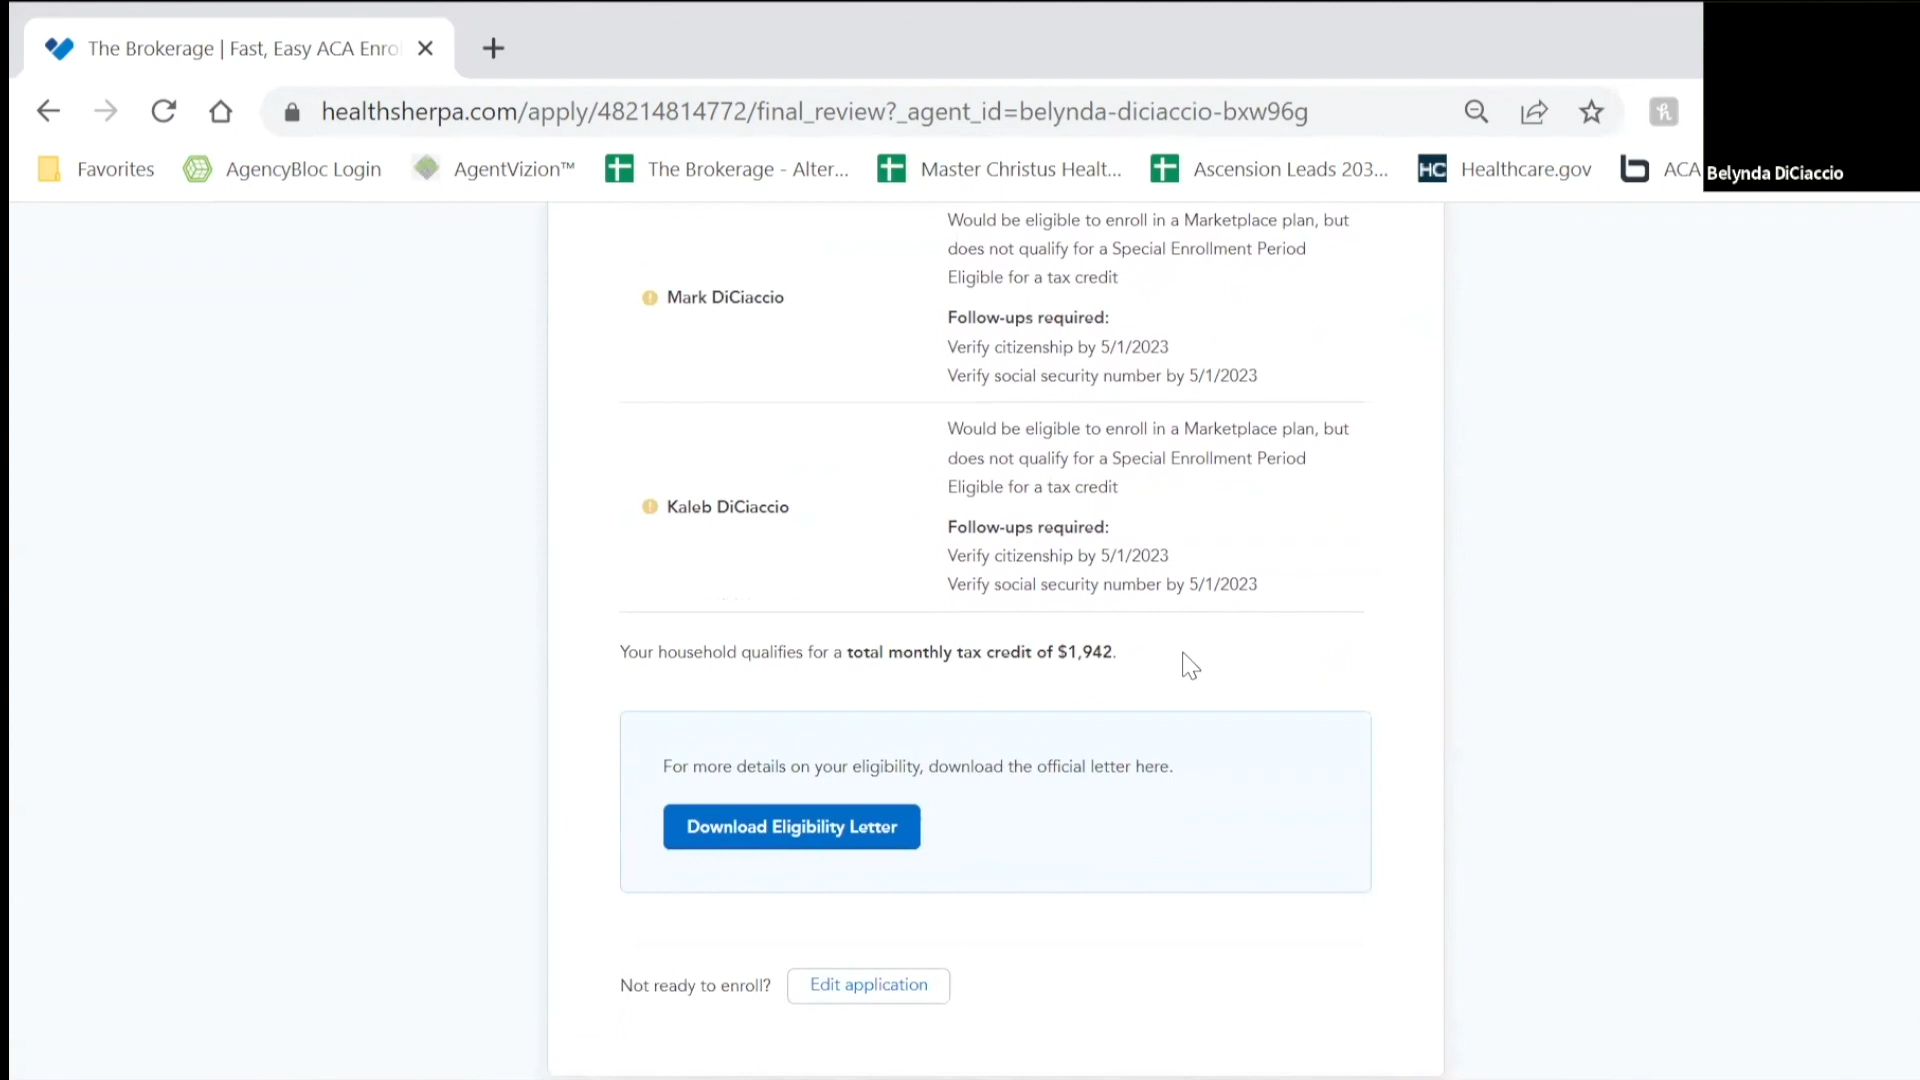 The Brokerage | Fast, Easy ACA Enro
healthsherpa.com/apply/48214814772/final_review?_agent_id=belynda-diciaccio-bxw96g
Favorites
AgencyBloc Login
AgentVizion™
The Brokerage - Alter...
Master Christus Healt...
Ascension Leads 203...
HC
Healthcare.gov
ACA
Belynda DiCiaccio
Would be eligible to enroll in a Marketplace plan, but
does not qualify for a Special Enrollment Period
Eligible for a tax credit
Mark DiCiaccio
Follow-ups required:
Verify citizenship by 5/1/2023
Verify social security number by 5/1/2023
Would be eligible to enroll in a Marketplace plan, but
does not qualify for a Special Enrollment Period
Eligible for a tax credit
Kaleb DiCiaccio
Follow-ups required:
Verify citizenship by 5/1/2023
Verify social security number by 5/1/2023
Your household qualifies for a total monthly tax credit of $1,942.
For more details on your eligibility, download the official letter here.
Download Eligibility Letter
Not ready to enroll?
Edit application